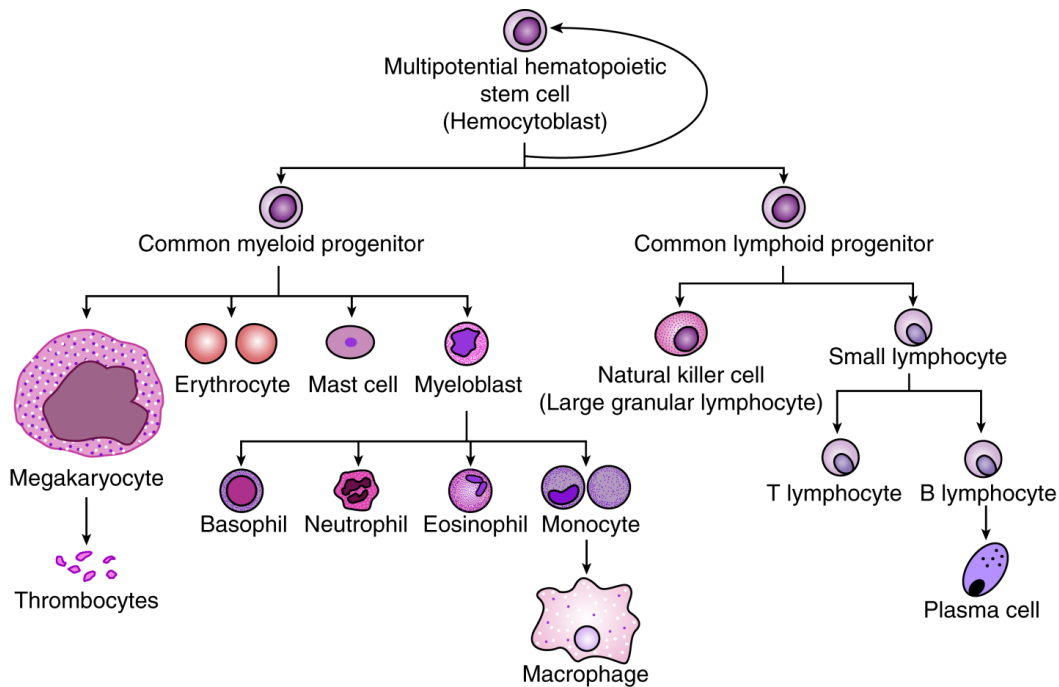 Multipotential hematopoietic
stem cell
(Hemocytoblast)
Common myeloid progenitor
Common lymphoid progenitor
Megakaryocyte
Erythrocyte
Mast cell
Myeloblast
Natural killer cell
(Large granular lymphocyte)
Small lymphocyte
Thrombocytes
Basophil
Neutrophil
Eosinophil
Monocyte
T lymphocyte
B lymphocyte
Macrophage
Plasma cell